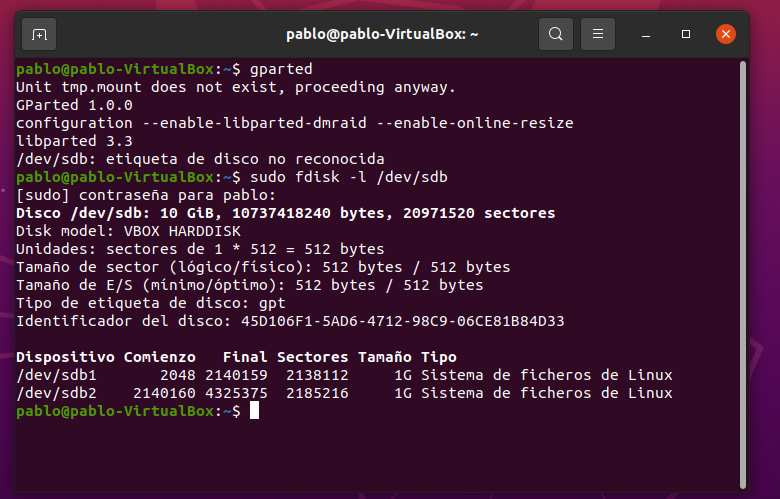 pablo@pablo-VirtualBox: ~
pablo@pablo-VirtualBox:~$ gparted
Unit tmp.mount does not exist, proceeding anyway.
GParted 1.0.0
configuration --enable-libparted-dmraid --enable-online-resize
libparted 3.3
/dev/sdb: etiqueta de disco no reconocida
pablo@pablo-VirtualBox:~$ sudo fdisk -l /dev/sdb
[sudo] contraseña para pablo:
Disco /dev/sdb: 10 GiB, 10737418240 bytes, 20971520 sectores
Disk model: VBOX HARDDISK
Unidades: sectores de 1 * 512 = 512 bytes
Tamaño de sector (lógico/físico): 512 bytes / 512 bytes
Tamaño de E/S (mínimo/óptimo): 512 bytes / 512 bytes
Tipo de etiqueta de disco: gpt
Identificador del disco: 45D106F1-5AD6-4712-98C9-06CE81B84D33
Dispositivo Comienzo   Final Sectores Tamaño Tipo
/dev/sdb1       2048 2140159  2138112     1G Sistema de ficheros de Linux
/dev/sdb2    2140160 4325375  2185216     1G Sistema de ficheros de Linux
pablo@pablo-VirtualBox:~$